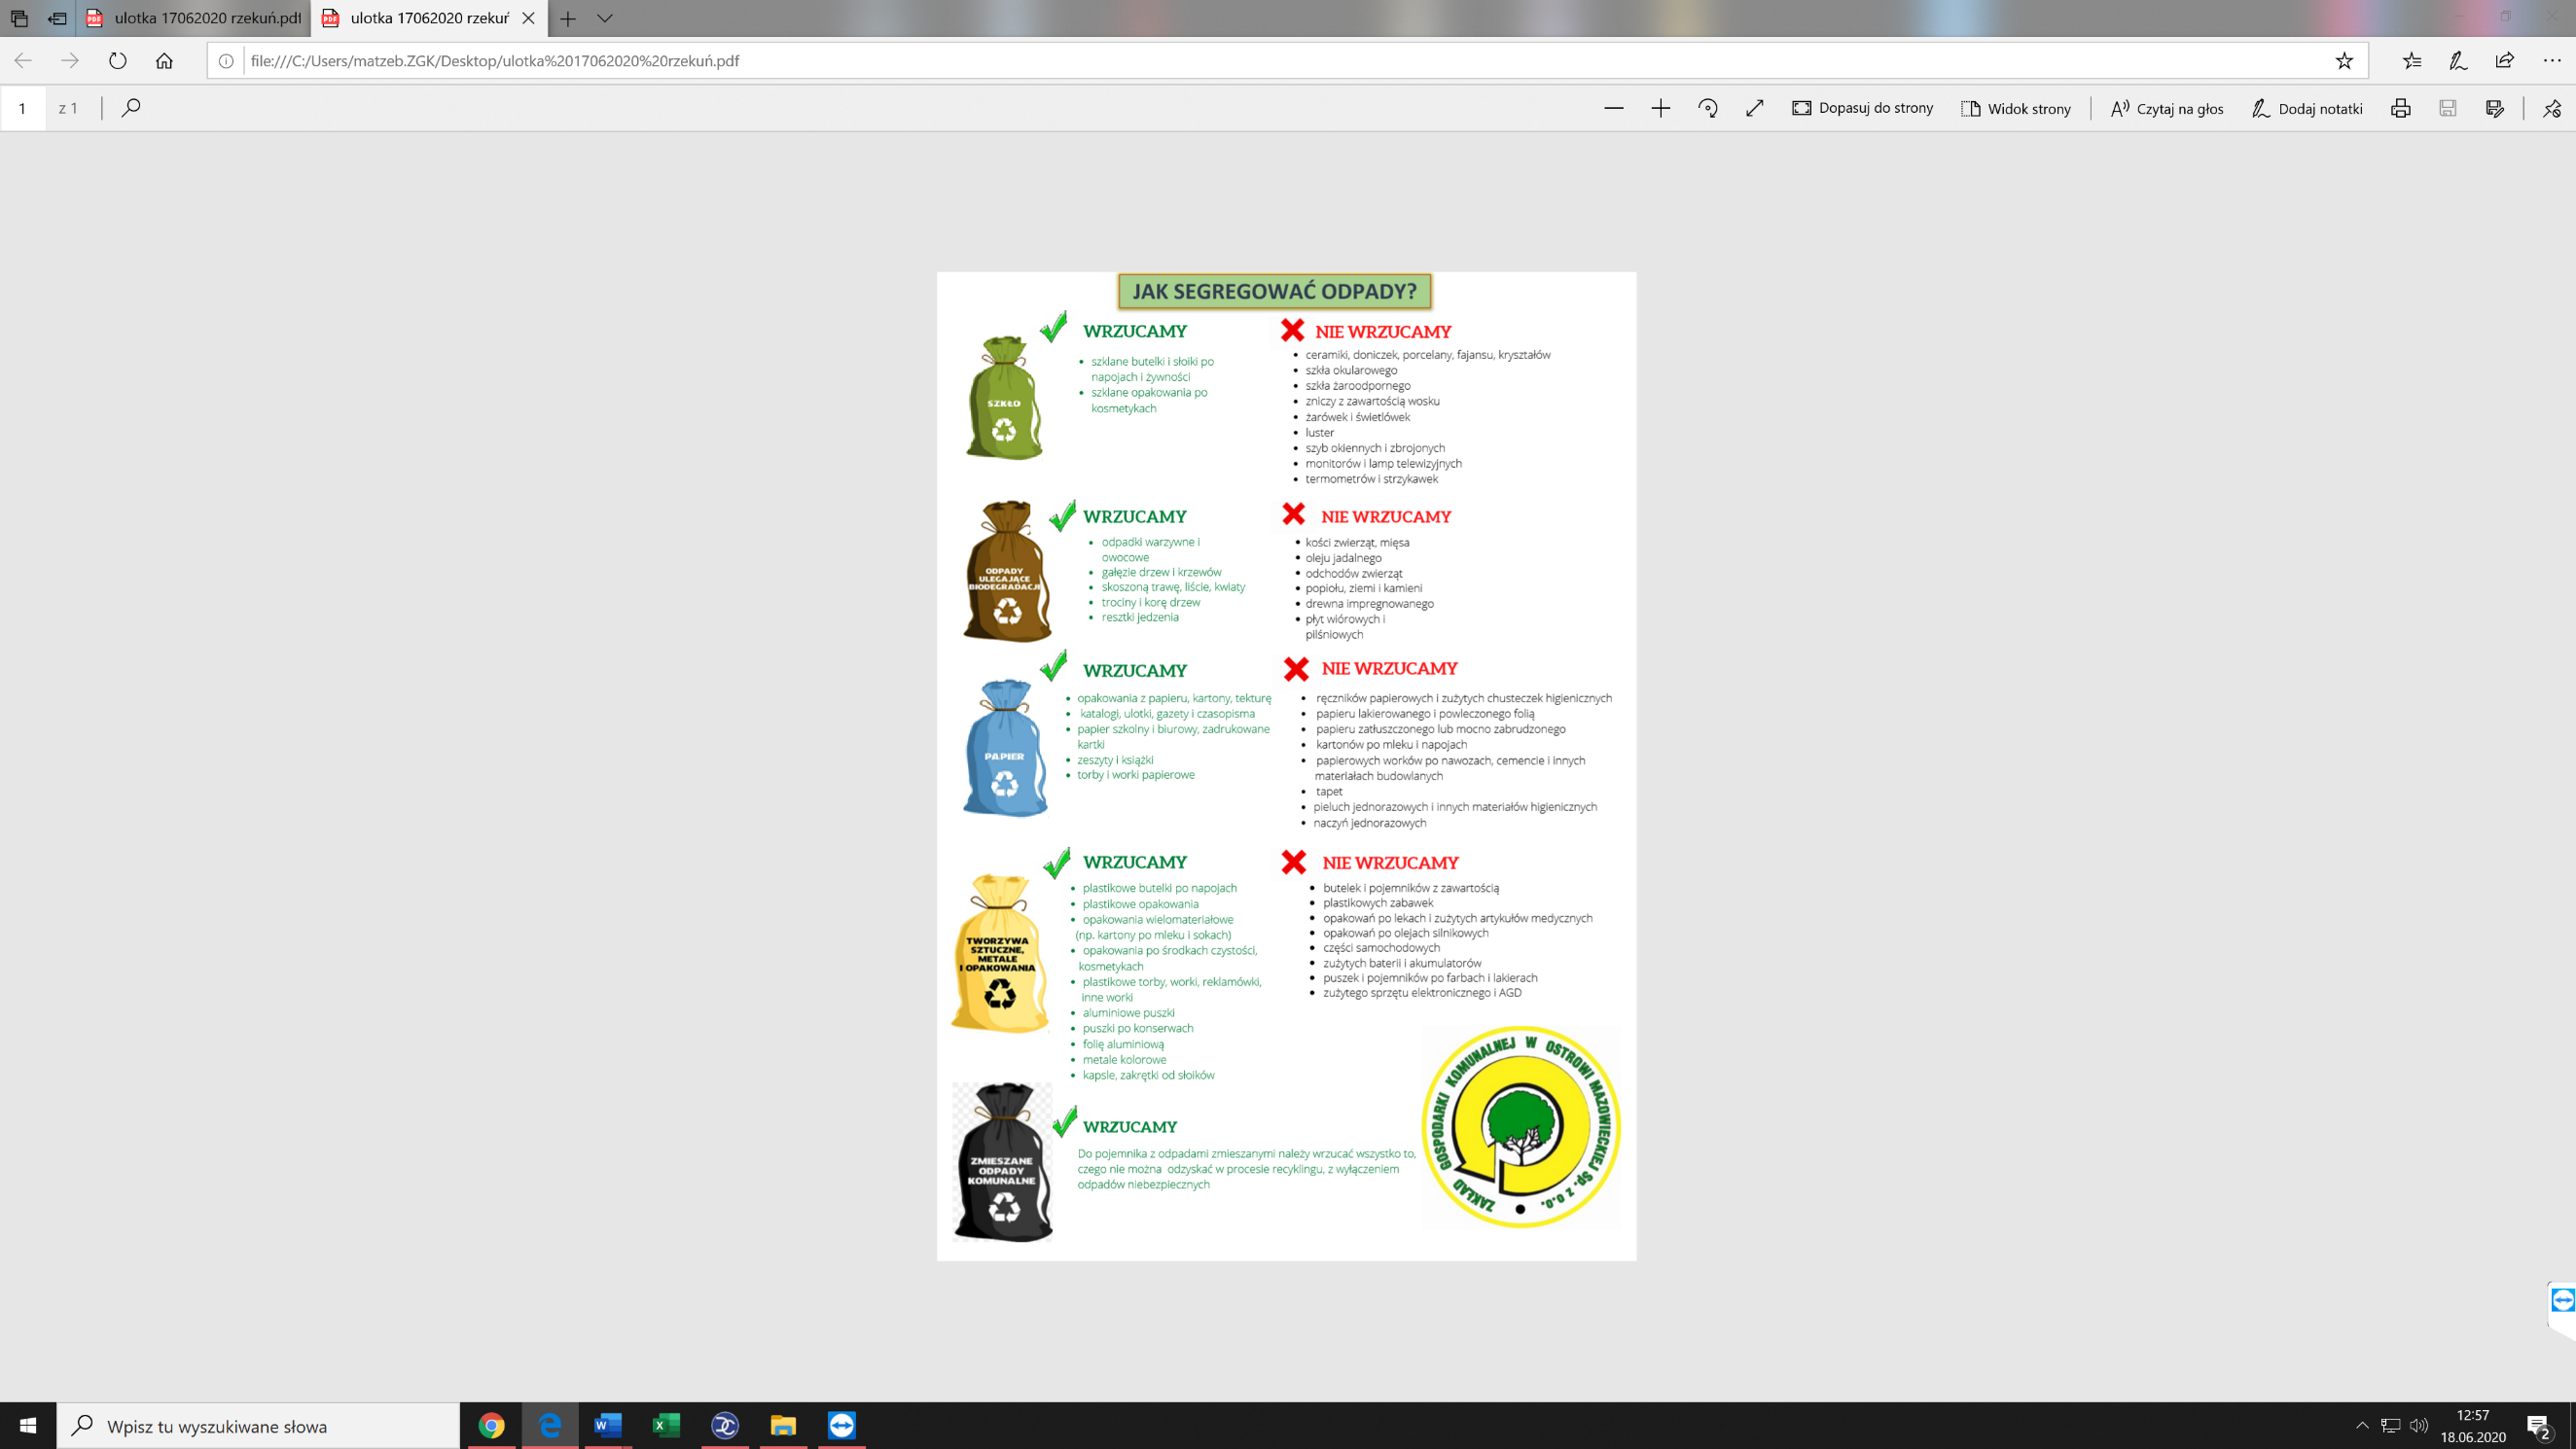 ulotka 17062020 rzekuń.pdf
ulotka 17062020 rzekuń
file:///C:/Users/matzeb.ZGK/Desktop/ulotka%2017062020%20rzekuń.pdf
1 z 1
Dopasuj do strony
Widok strony
Czytaj na głos
Dodaj notatki
JAK SEGREGOWAĆ ODPADY?
SZKŁO
WRZUCAMY
szklane butelki i słoiki po
napojach i żywności
szklane opakowania po
kosmetykach
NIE WRZUCAMY
ceramiki, doniczek, porcelany, fajansu, kryształów
szkła okularowego
szkła żaroodpornego
zniczy z zawartością wosku
żarówek i świetlówek
luster
szyb okiennych i zbrojonych
monitorów i lamp telewizyjnych
termometrów i strzykawek
ODPADY
ULEGAJĄCE
BIODEGRADACJI
WRZUCAMY
odpadki warzywne i
owocowe
gałęzie drzew i krzewów
skoszoną trawę, liście, kwiaty
trociny i korę drzew
resztki jedzenia
NIE WRZUCAMY
kości zwierząt, mięsa
oleju jadalnego
odchodów zwierząt
popiołu, ziemi i kamieni
drewna impregnowanego
płyt wiórowych i
pilśniowych
PAPIER
WRZUCAMY
opakowania z papieru, kartony, tekturę
katalogi, ulotki, gazety i czasopisma
papier szkolny i biurowy, zadrukowane
kartki
zeszyty i książki
torby i worki papierowe
NIE WRZUCAMY
ręczników papierowych i zużytych chusteczek higienicznych
papieru lakierowanego i powleczonego folią
papieru zatłuszczonego lub mocno zabrudzonego
kartonów po mleku i napojach
papierowych worków po nawozach, cemencie i innych
materiałach budowlanych
tapet
pieluch jednorazowych i innych materiałów higienicznych
naczyń jednorazowych
TWORZYWA
SZTUCZNE,
METALE
I OPAKOWANIA
WRZUCAMY
plastikowe butelki po napojach
plastikowe opakowania
opakowania wielomateriałowe
(np. kartony po mleku i sokach)
opakowania po środkach czystości,
kosmetykach
plastikowe torby, worki, reklamówki,
inne worki
aluminiowe puszki
puszki po konserwach
folię aluminiową
metale kolorowe
kapsle, zakrętki od słoików
NIE WRZUCAMY
butelek i pojemników z zawartością
plastikowych zabawek
opakowań po lekach i zużytych artykułów medycznych
opakowań po olejach silnikowych
części samochodowych
zużytych baterii i akumulatorów
puszek i pojemników po farbach i lakierach
zużytego sprzętu elektronicznego i AGD
ZMIESZANE
ODPADY
KOMUNALNE
WRZUCAMY
Do pojemnika z odpadami zmieszanymi należy wrzucać wszystko to,
czego nie można odzyskać w procesie recyklingu, z wyłączeniem
odpadów niebezpiecznych
ZAKŁAD GOSPODARKI KOMUNALNEJ W OSTROWI MAZOWIECKIEJ SP. Z O.O.
Wpisz tu wyszukiwane słowa
12:57
18.06.2020
2